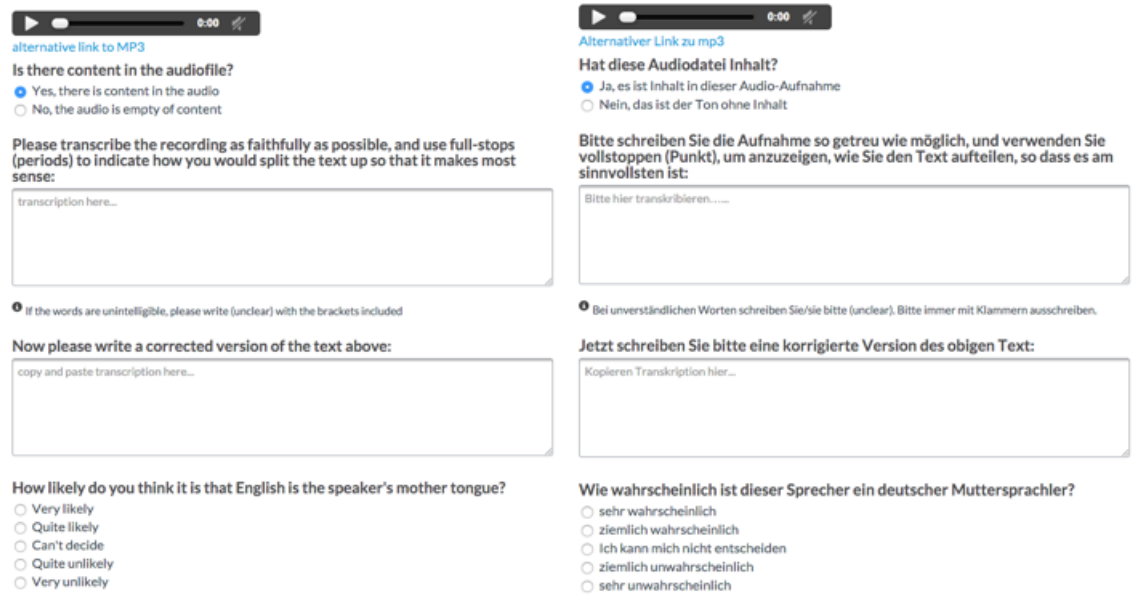 0:00
alternative link to MP3
Is there content in the audiofile?
Yes, there is content in the audio
No, the audio is empty of content
Please transcribe the recording as faithfully as possible, and use full-stops
(periods) to indicate how you would split the text up so that it makes most
sense:
transcription here...
If the words are unintelligible, please write (unclear) with the brackets included
Now please write a corrected version of the text above:
copy and paste transcription here...
How likely do you think it is that English is the speaker's mother tongue?
Very likely
Quite likely
Can't decide
Quite unlikely
Very unlikely
0:00
Alternativer Link zu mp3
Hat diese Audiodatei Inhalt?
Ja, es ist Inhalt in dieser Audio-Aufnahme
Nein, das ist der Ton ohne Inhalt
Bitte schreiben Sie die Aufnahme so getreu wie möglich, und verwenden Sie
vollstoppen (Punkt), um anzuzeigen, wie Sie den Text aufteilen, so dass es am
sinnvollsten ist:
Bitte hier transkribieren......
Bei unverständlichen Worten schreiben Sie/sie bitte (unclear). Bitte immer mit Klammern ausschreiben.
Jetzt schreiben Sie bitte eine korrigierte Version des obigen Text:
Kopieren Transkription hier...
Wie wahrscheinlich ist dieser Sprecher ein deutscher Muttersprachler?
sehr wahrscheinlich
ziemlich wahrscheinlich
Ich kann mich nicht entscheiden
ziemlich unwahrscheinlich
sehr unwahrscheinlich